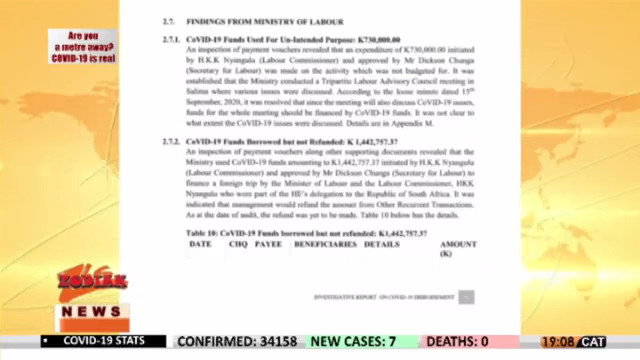 Are you
a metre away?
COVID-19 is real
2.7. FINDINGS FROM MINISTRY OF LABOUR
2.7.1. CoVID-19 Funds Used For Un-Intended Purpose: K730,000.00
An inspection of payment vouchers revealed that an expenditure of K730,000.00 initiated
by H.K.K Nyangulu (Labour Commissioner) and approved by Mr Dickson Chunga
(Secretary for Labour) was made on the activity which was not budgeted for. It was
established that the Ministry conducted a Tripartite Labour Advisory Council meeting in
Salima where various issues were discussed. According to the loose minute dated 15th
September, 2020, it was resolved that since the meeting will also discuss CoVID-19 issues,
funds for the whole meeting should be financed by CoVID-19 funds. It was not clear to
what extent the CoVID-19 issues were discussed. Details are in Appendix M.
2.7.2. CoVID-19 Funds Borrowed but not Refunded: K 1,442,757.37
An inspection of payment vouchers along other supporting documents revealed that the
Ministry used CoVID-19 funds amounting to K1,442,757.37 initiated by H.K.K Nyangulu
(Labour Commissioner) and approved by Mr Dickson Chunga (Secretary for Labour) to
finance a foreign trip by the Minister of Labour and the Labour Commissioner, HKK
Nyangulu who were part of the HE's delegation to the Republic of South Africa. It was
indicated that management would refund the amount from Other Recurrent Transactions.
As at the date of audit, the refund was yet to be made. Table 10 below has the details.
Table 10: CoVID-19 Funds borrowed but not refunded: K1,442,757.37
DATE CHQ PAYEE BENEFICIARIES DETAILS AMOUNT
(K)
INVESTIGATIVE REPORT ON COVID-19 DISBURSEMENT
ZODIAK
NEWS
COVID-19 STATS CONFIRMED: 34158 NEW CASES: 7 DEATHS: 0 19:08 CAT